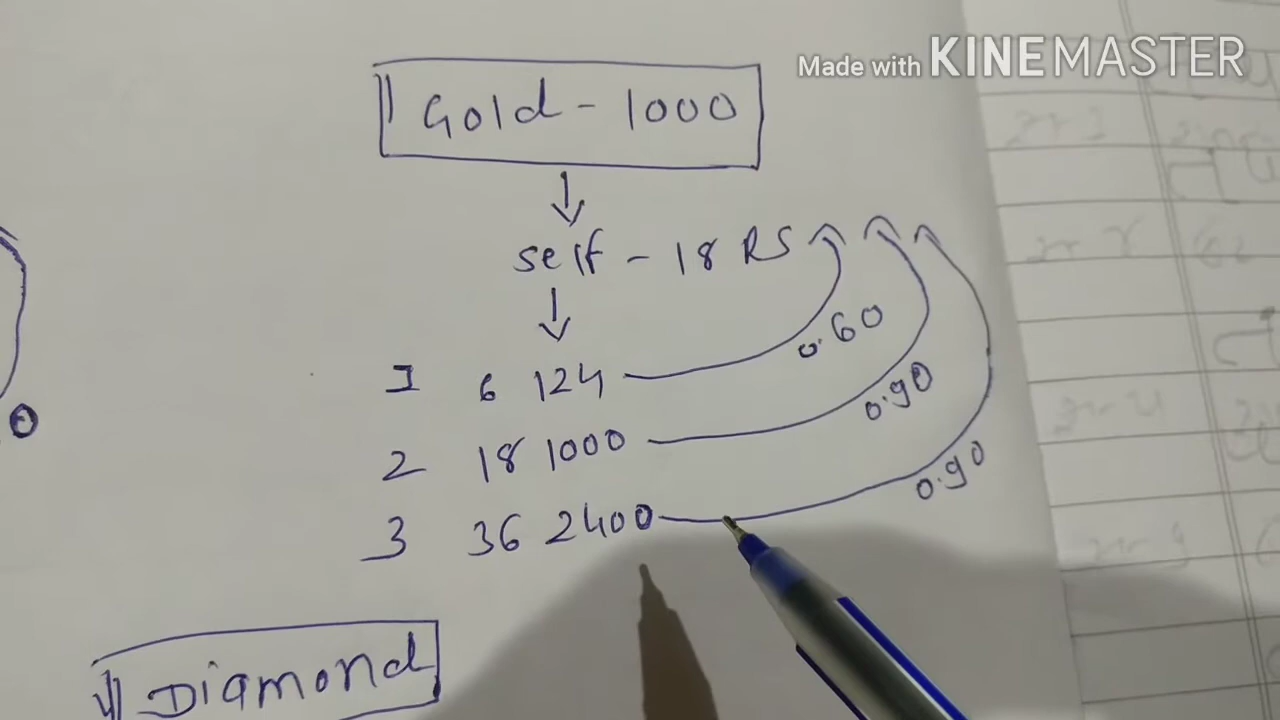 Made with KINEMASTER
Gold - 1000
self - 18 RS
0.60
1 6 124
0.90
2 18 1000
0.90
3 36 2400
Diamond